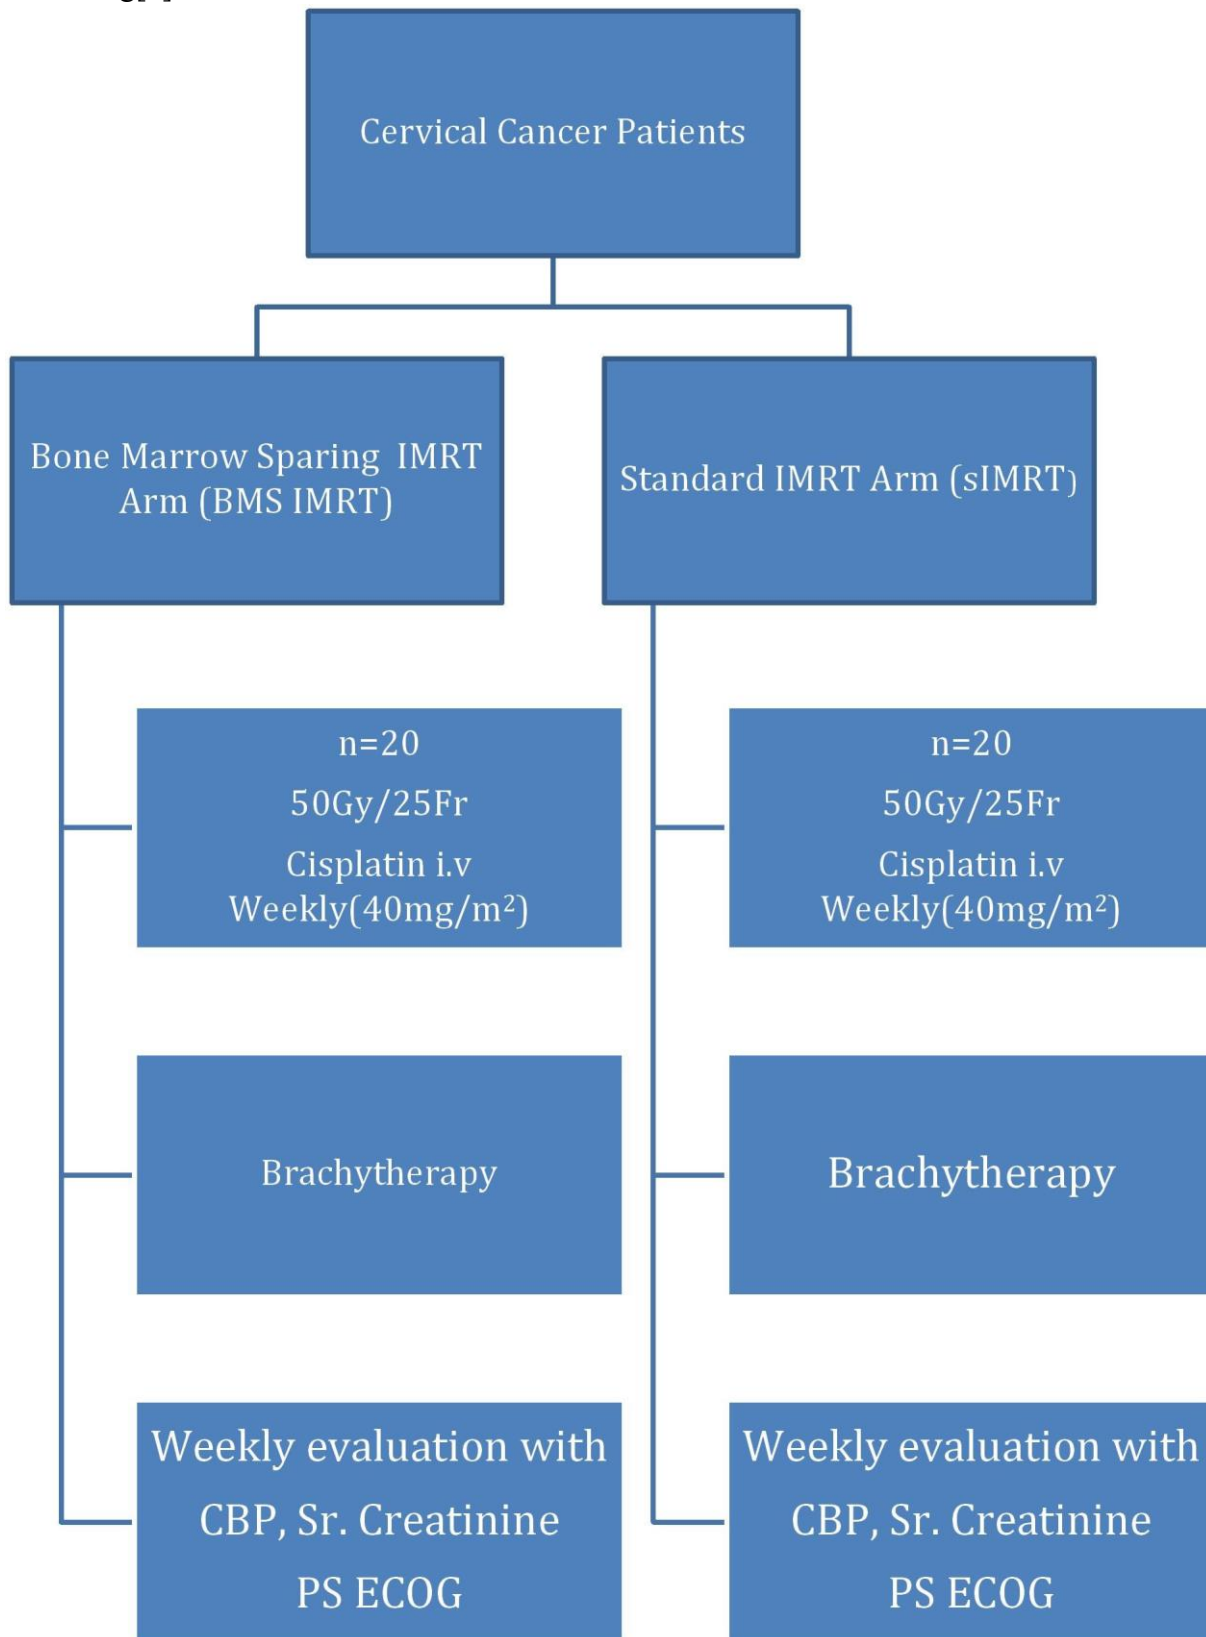 Cervical Cancer Patients
Bone Marrow Sparing IMRT
Arm (BMS IMRT)
Standard IMRT Arm (sIMRT)
n=20
50Gy/25Fr
Cisplatin i.v
Weekly(40mg/m²)
n=20
50Gy/25Fr
Cisplatin i.v
Weekly(40mg/m²)
Brachytherapy
Brachytherapy
Weekly evaluation with
CBP, Sr. Creatinine
PS ECOG
Weekly evaluation with
CBP, Sr. Creatinine
PS ECOG